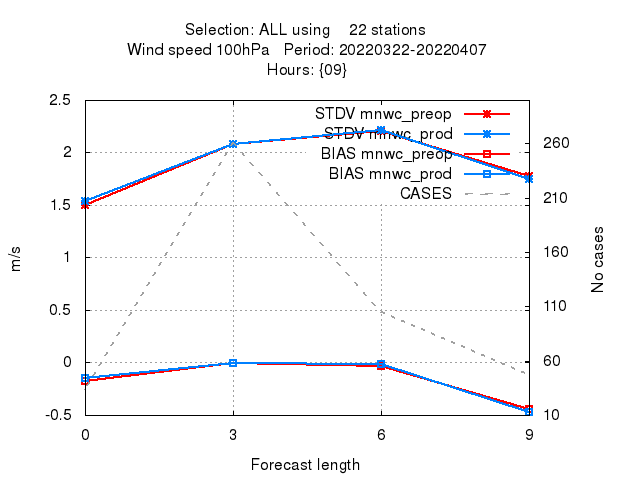 Selection: ALL using    22 stations
Wind speed 100hPa   Period: 20220322-20220407
Hours: {09}
STDV mnwc_preop
STDV mnwc_prod
BIAS mnwc_preop
BIAS mnwc_prod
CASES
2.5
2
1.5
1
0.5
0
-0.5
m/s
260
210
160
110
60
10
No cases
0 3 6 9
Forecast length